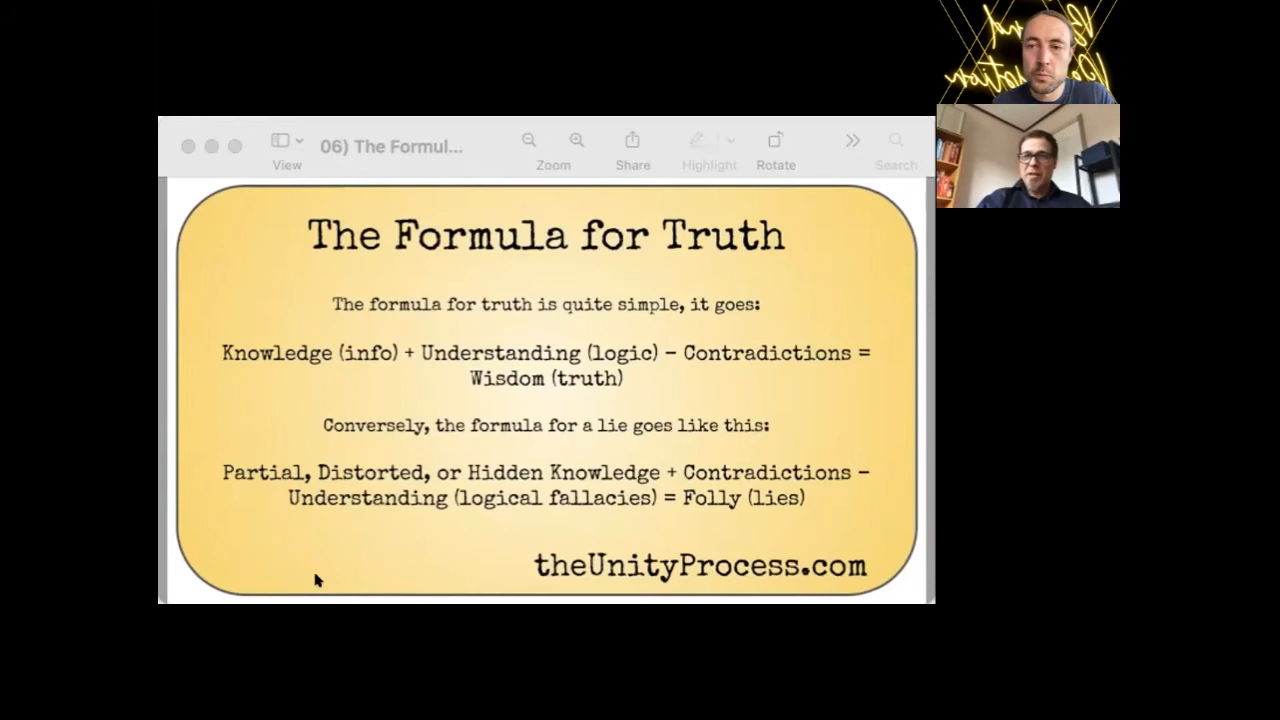 06) The Formul...
View
Zoom
Share
Highlight
Rotate
Search
The Formula for Truth
The formula for truth is quite simple, it goes:
Knowledge (info) + Understanding (logic) - Contradictions =
Wisdom (truth)
Conversely, the formula for a lie goes like this:
Partial, Distorted, or Hidden Knowledge + Contradictions -
Understanding (logical fallacies) = Folly (lies)
theUnityProcess.com